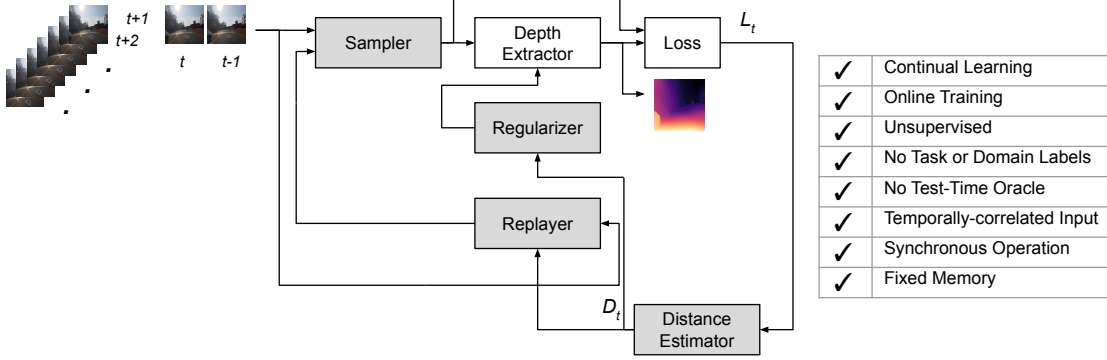 t+1
t+2
t
t-1
Sampler
Depth
Extractor
Loss
L_t
Regularizer
Replayer
D_t
Distance
Estimator
✓ Continual Learning
✓ Online Training
✓ Unsupervised
✓ No Task or Domain Labels
✓ No Test-Time Oracle
✓ Temporally-correlated Input
✓ Synchronous Operation
✓ Fixed Memory